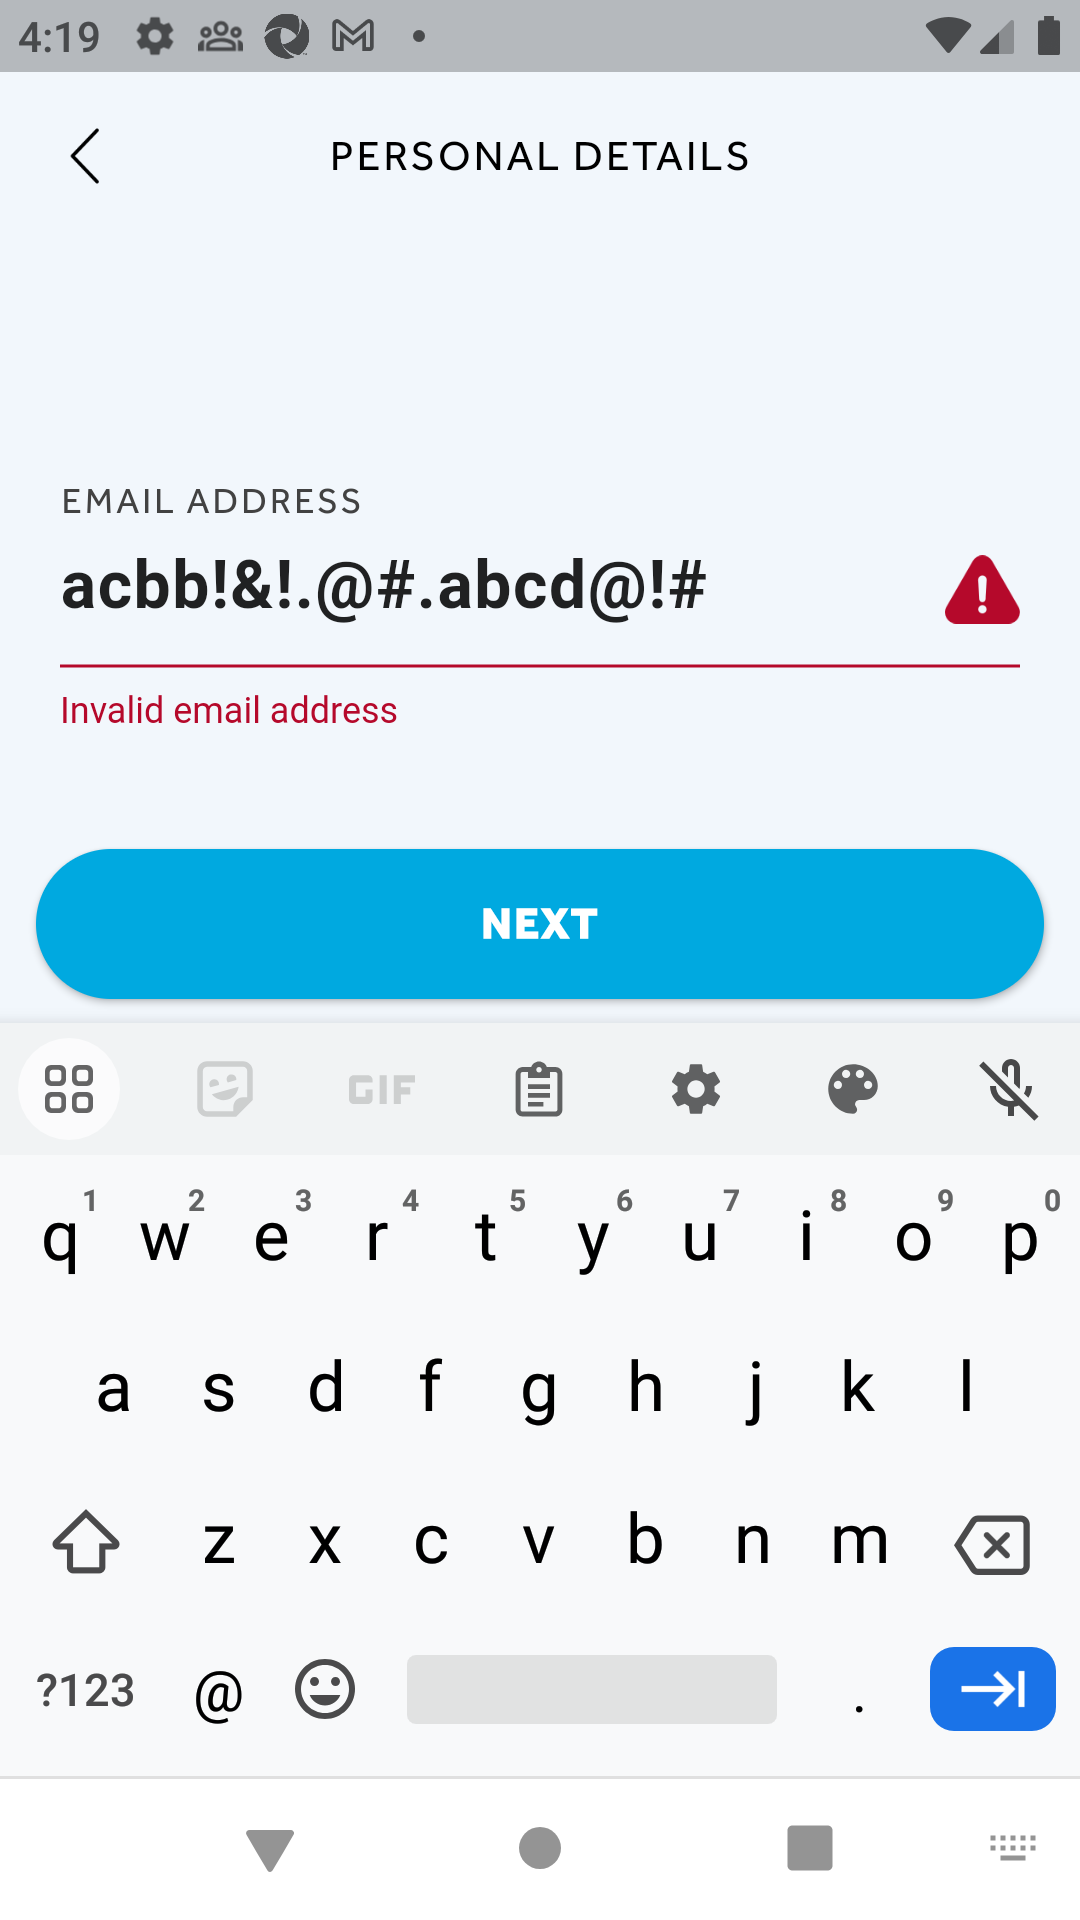 4:19
PERSONAL DETAILS
EMAIL ADDRESS
acbb!&!.@#.abcd@!#
Invalid email address
NEXT
GIF
1 2 3 4 5 6 7 8 9 0
q w e r t y u i o p
a s d f g h j k l
z x c v b n m
?123 @ .